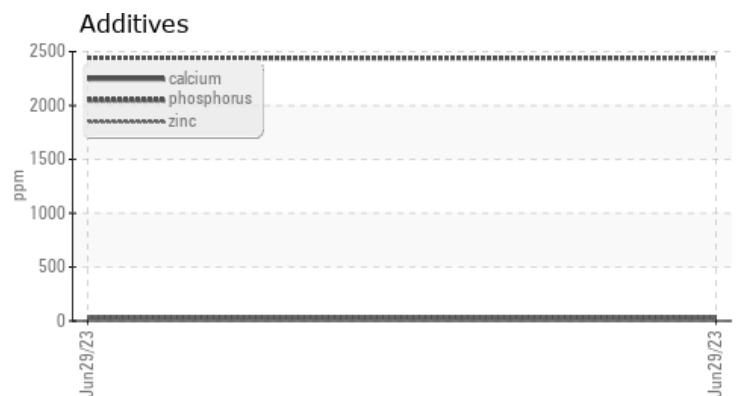 Additives
2500
2000
1500
1000
500
0
ppm
calcium
phosphorus
zinc
Jun29/23
Jun29/23